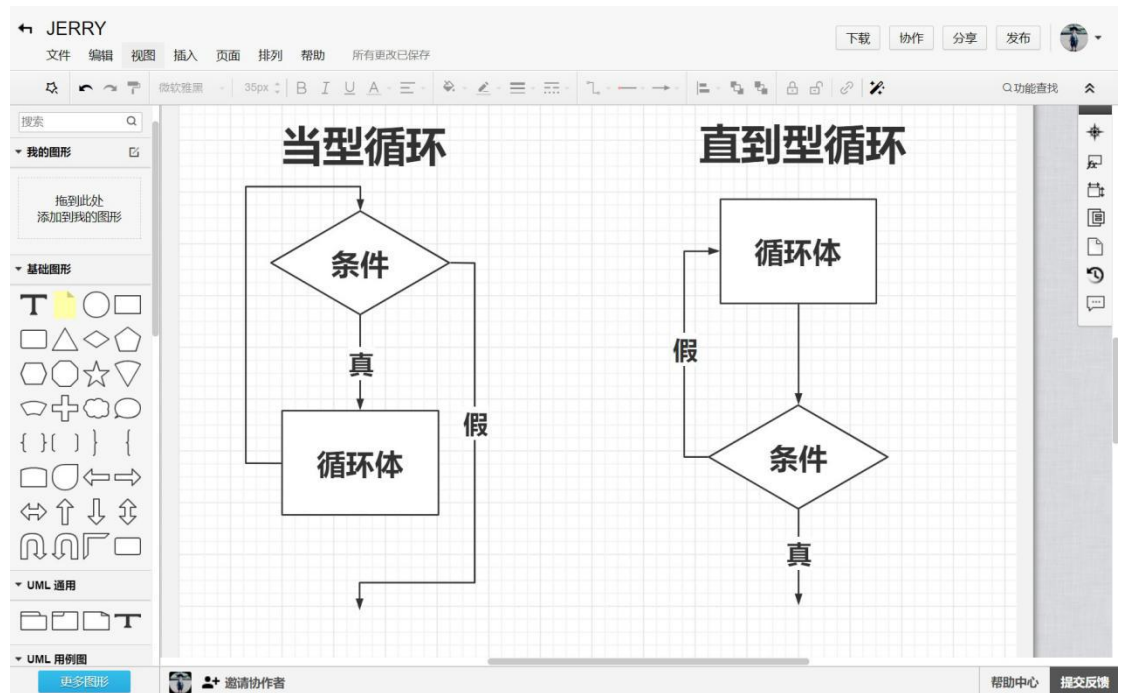 JERRY
文件 编辑 视图 插入 页面 排列 帮助 所有更改已保存
下载 协作 分享 发布
微软雅黑 35px B I U A
功能查找
搜索
我的图形
拖到此处
添加到我的图形
基础图形
T
UML 通用
T
UML 用例图
更多图形
当型循环
条件
真
假
循环体
直到型循环
循环体
假
条件
真
fx
邀请协作者
帮助中心 提交反馈